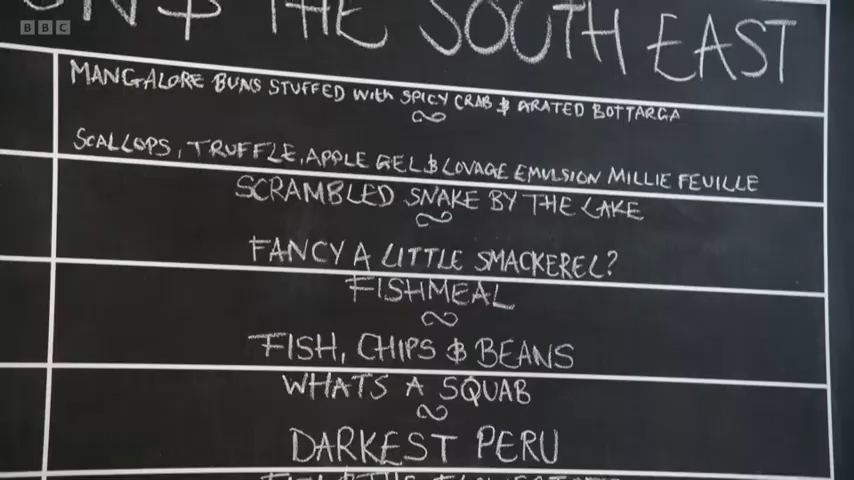 BBC
& THE SOUTH EAST
MANGALORE BUNS STUFFED WITH SPICY CRAB & ARATED BOTTARGA
SCALLOPS, TRUFFLE, APPLE GEL & LOVAGE EMULSION MILLIE FEUILLE
SCRAMBLED SNAKE BY THE LAKE
FANCY A LITTLE SMACKEREL?
FISHMEAL
FISH, CHIPS & BEANS
WHATS A SQUAB
DARKEST PERU